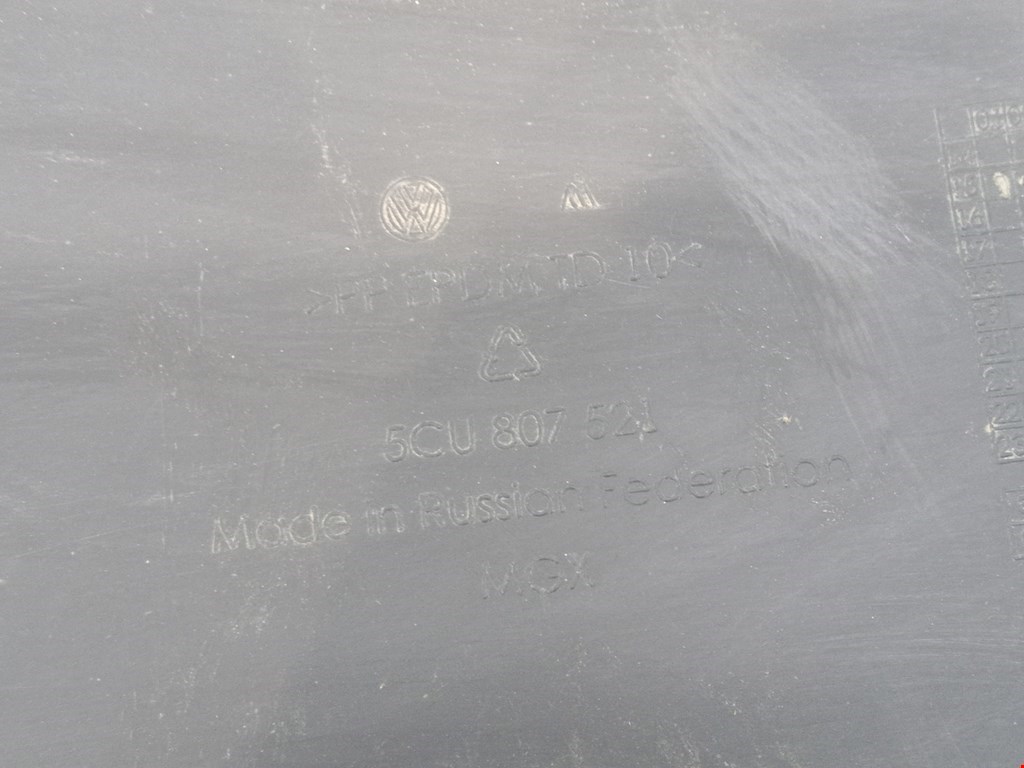 >PP EPDM TD 10<
5CU 807 521
Made in Russian Federation
MGX